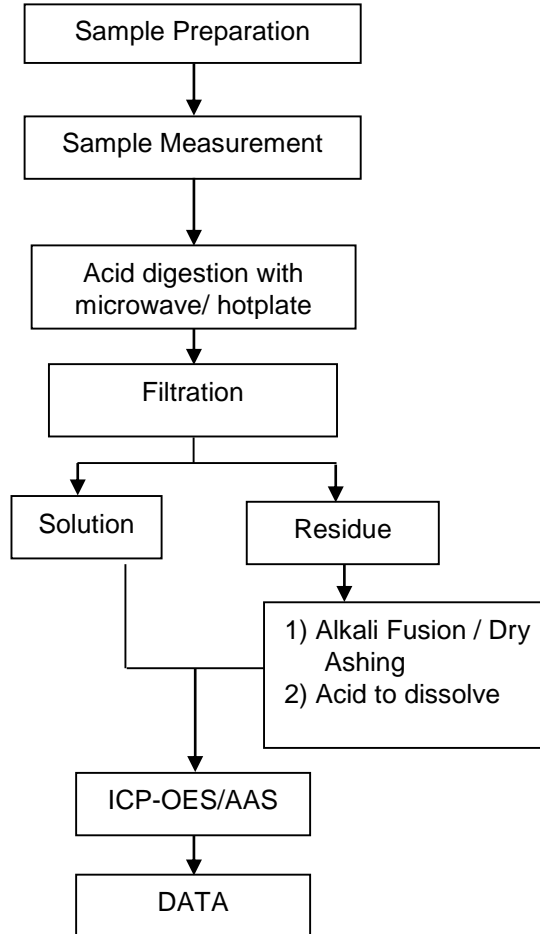 Sample Preparation
Sample Measurement
Acid digestion with
microwave/ hotplate
Filtration
Solution
Residue
1) Alkali Fusion / Dry
Ashing
2) Acid to dissolve
ICP-OES/AAS
DATA